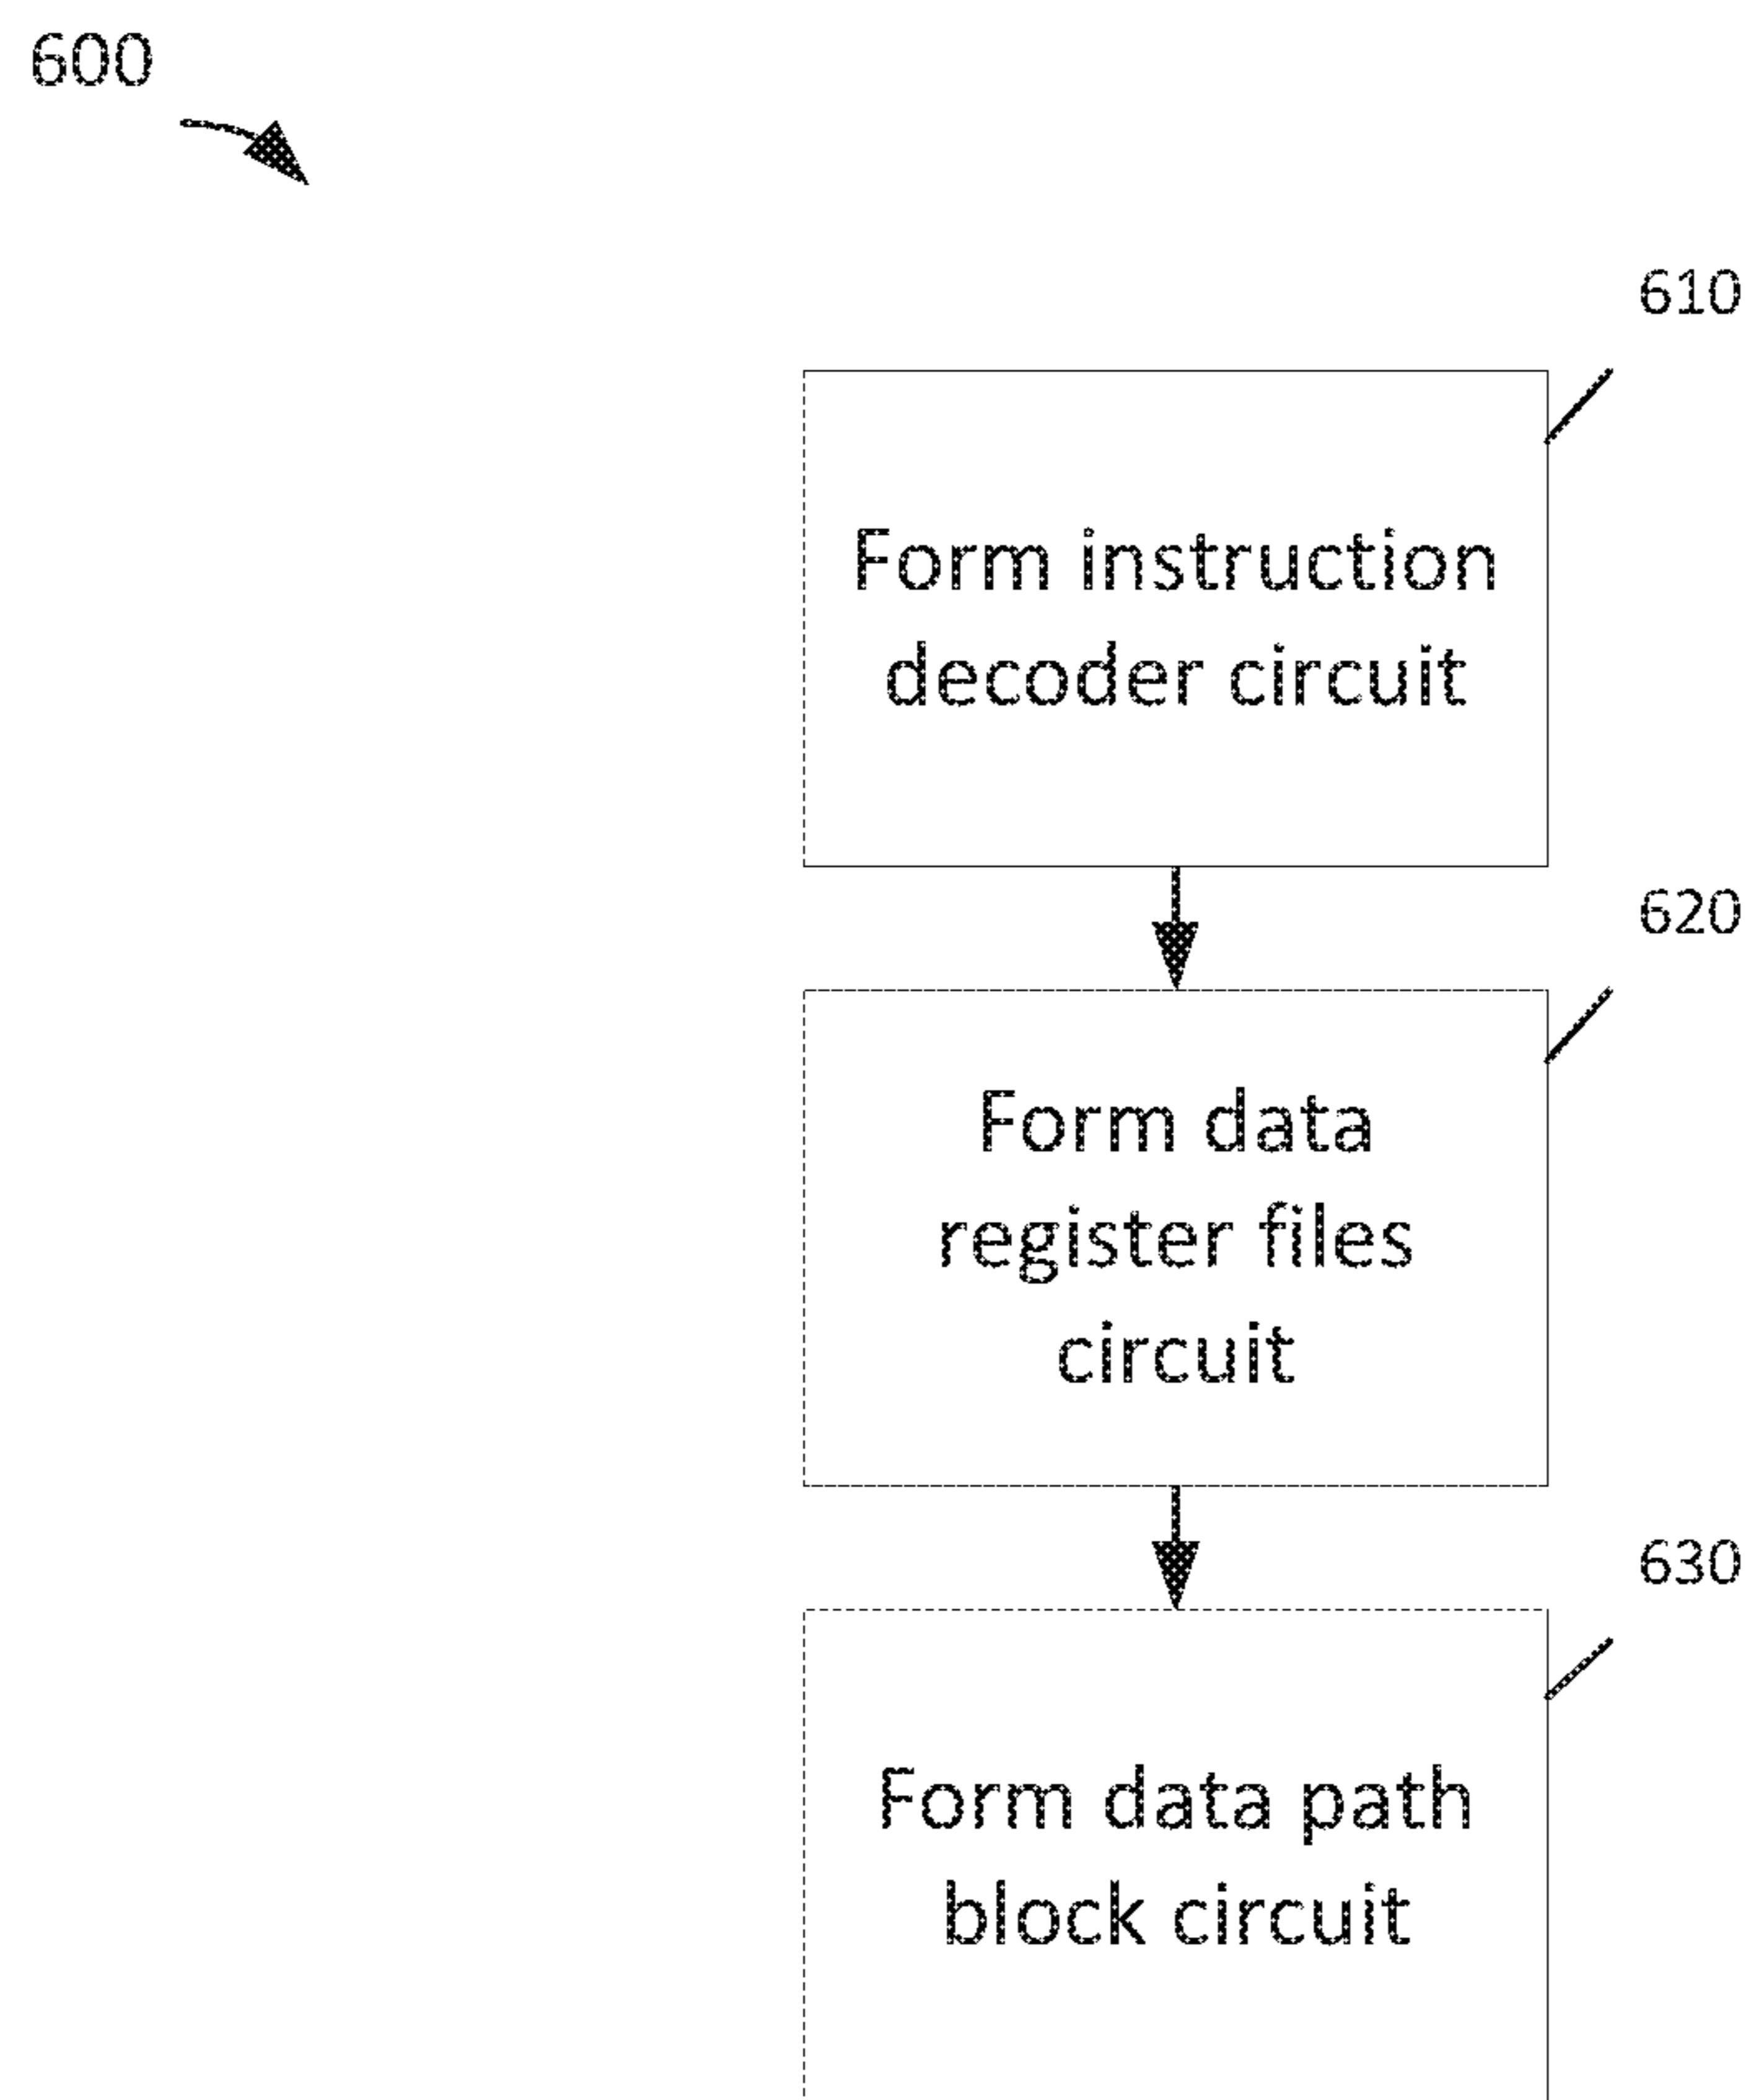 600
610
Form instruction
decoder circuit
620
Form data
register files
circuit
630
Form data path
block circuit